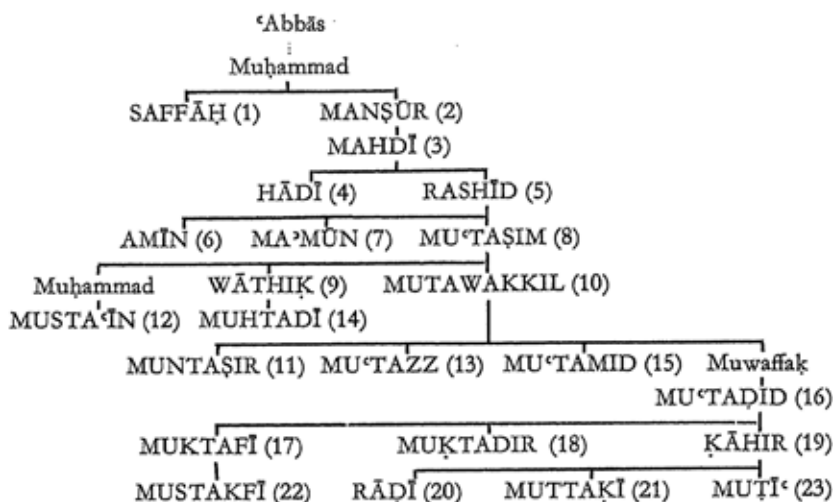 ʿAbbās
Muḥammad
SAFFĀḤ (1) MANṢŪR (2)
MAHDĪ (3)
HĀDĪ (4) RASHĪD (5)
AMĪN (6) MAʾMŪN (7) MUʿTAṢIM (8)
Muḥammad WĀTHIḲ (9) MUTAWAKKIL (10)
MUSTAʿĪN (12) MUHTADĪ (14)
MUNTAṢIR (11) MUʿTAZZ (13) MUʿTAMID (15) Muwaffaḳ
MUʿTAḌID (16)
MUKTAFĪ (17) MUḲTADIR (18) ḲĀHIR (19)
MUSTAKFĪ (22) RĀḌĪ (20) MUTTAḲĪ (21) MUTĪʿ (23)